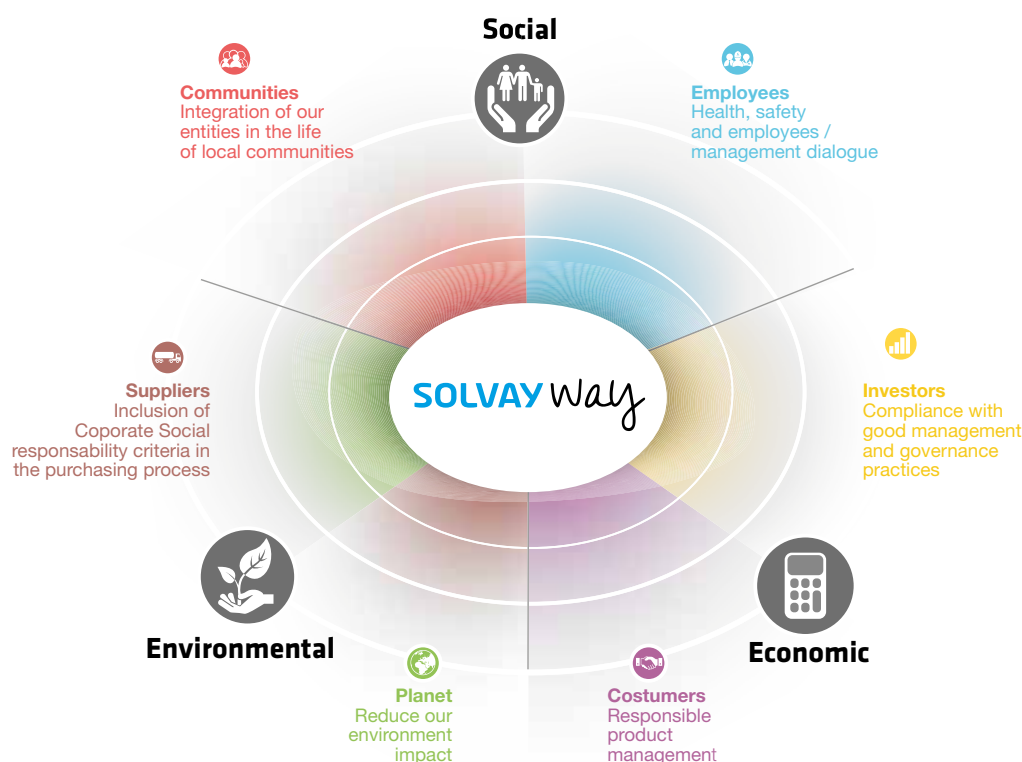 Social
Communities
Integration of our
entities in the life
of local communities
Employees
Health, safety
and employees /
management dialogue
SOLVAY way
Suppliers
Inclusion of
Coporate Social
responsability criteria in
the purchasing process
Investors
Compliance with
good management
and governance
practices
Environmental
Economic
Planet
Reduce our
environment
impact
Costumers
Responsible
product
management